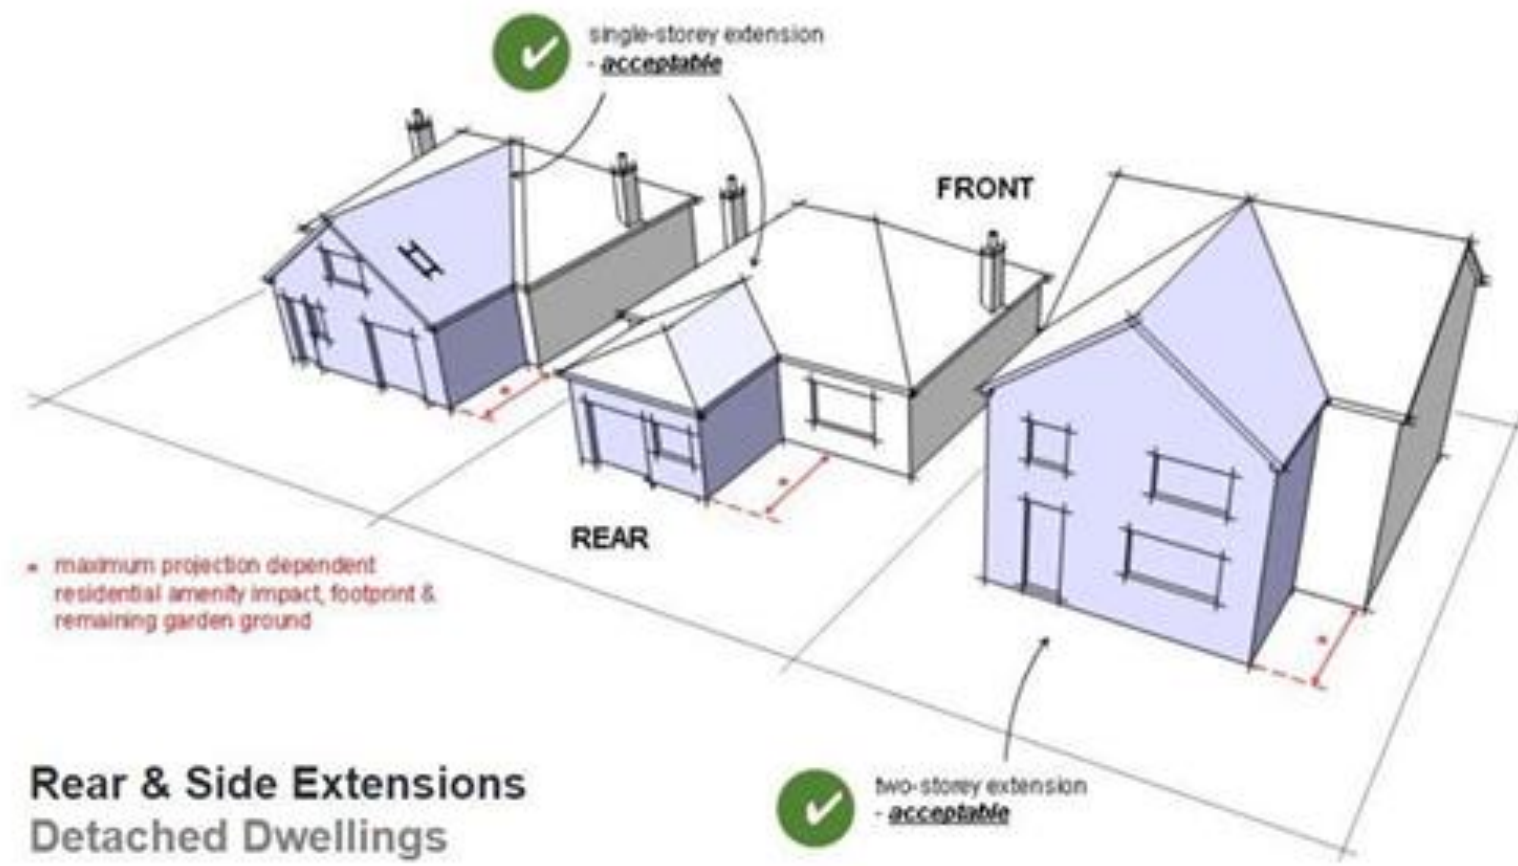 single-storey extension
- acceptable
FRONT
REAR
* maximum projection dependent
residential amenity impact, footprint &
remaining garden ground
two-storey extension
- acceptable
Rear & Side Extensions
Detached Dwellings